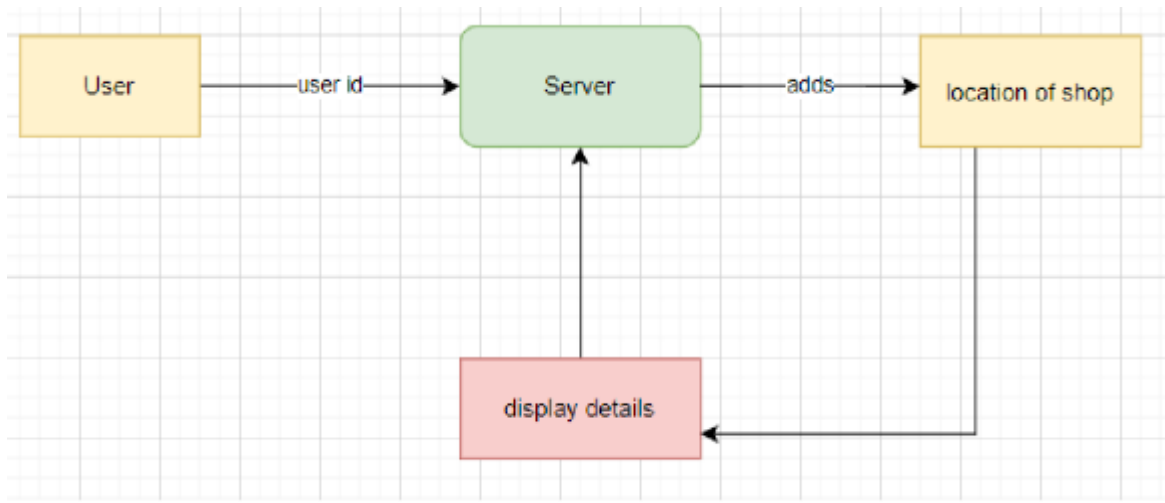 User
user id
Server
adds
location of shop
display details